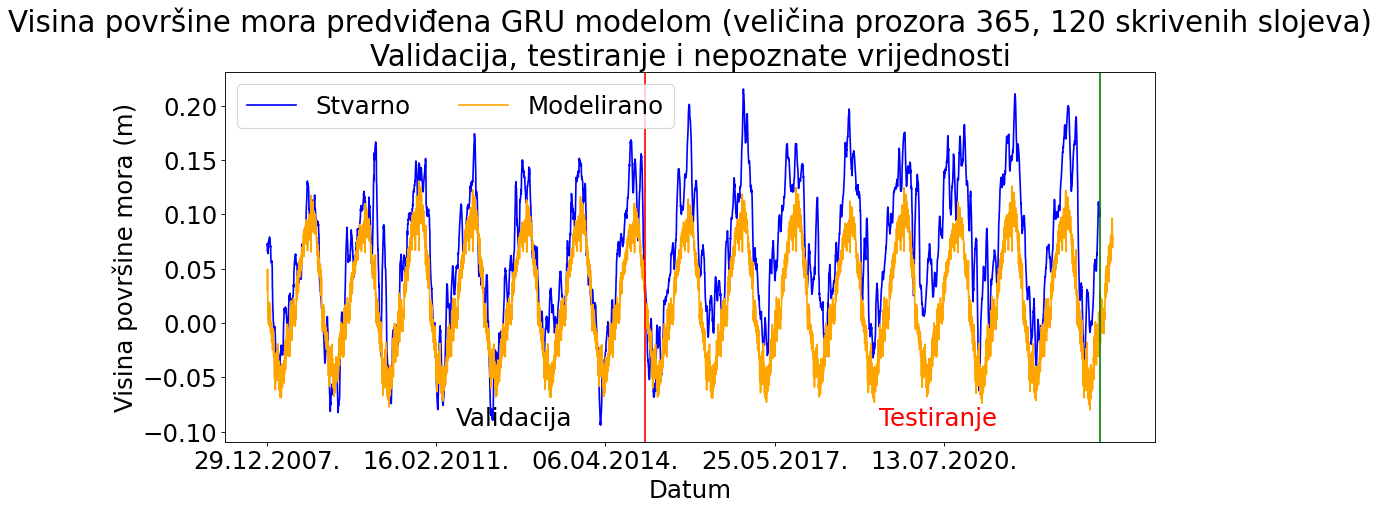 Visina površine mora predviđena GRU modelom (veličina prozora 365, 120 skrivenih slojeva)
Validacija, testiranje i nepoznate vrijednosti
Stvarno
Modelirano
Visina površine mora (m)
0.20
0.15
0.10
0.05
0.00
−0.05
−0.10
Validacija
Testiranje
29.12.2007.
16.02.2011.
06.04.2014.
25.05.2017.
13.07.2020.
Datum